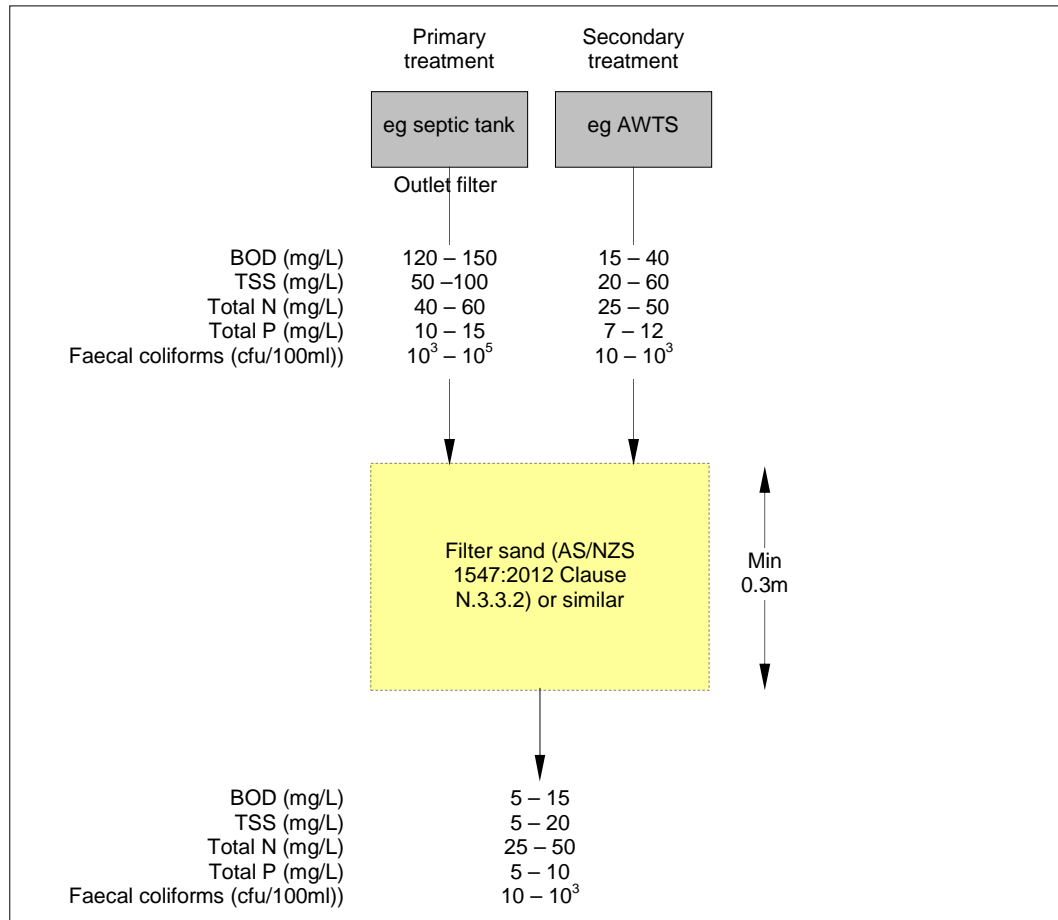 Primary treatment
Secondary treatment
eg septic tank
eg AWTS
Outlet filter
BOD (mg/L) 120 – 150 15 – 40
TSS (mg/L) 50 –100 20 – 60
Total N (mg/L) 40 – 60 25 – 50
Total P (mg/L) 10 – 15 7 – 12
Faecal coliforms (cfu/100ml)) 10³ – 10⁵ 10 – 10³
Filter sand (AS/NZS
1547:2012 Clause
N.3.3.2) or similar
Min
0.3m
BOD (mg/L) 5 – 15
TSS (mg/L) 5 – 20
Total N (mg/L) 25 – 50
Total P (mg/L) 5 – 10
Faecal coliforms (cfu/100ml)) 10 – 10³